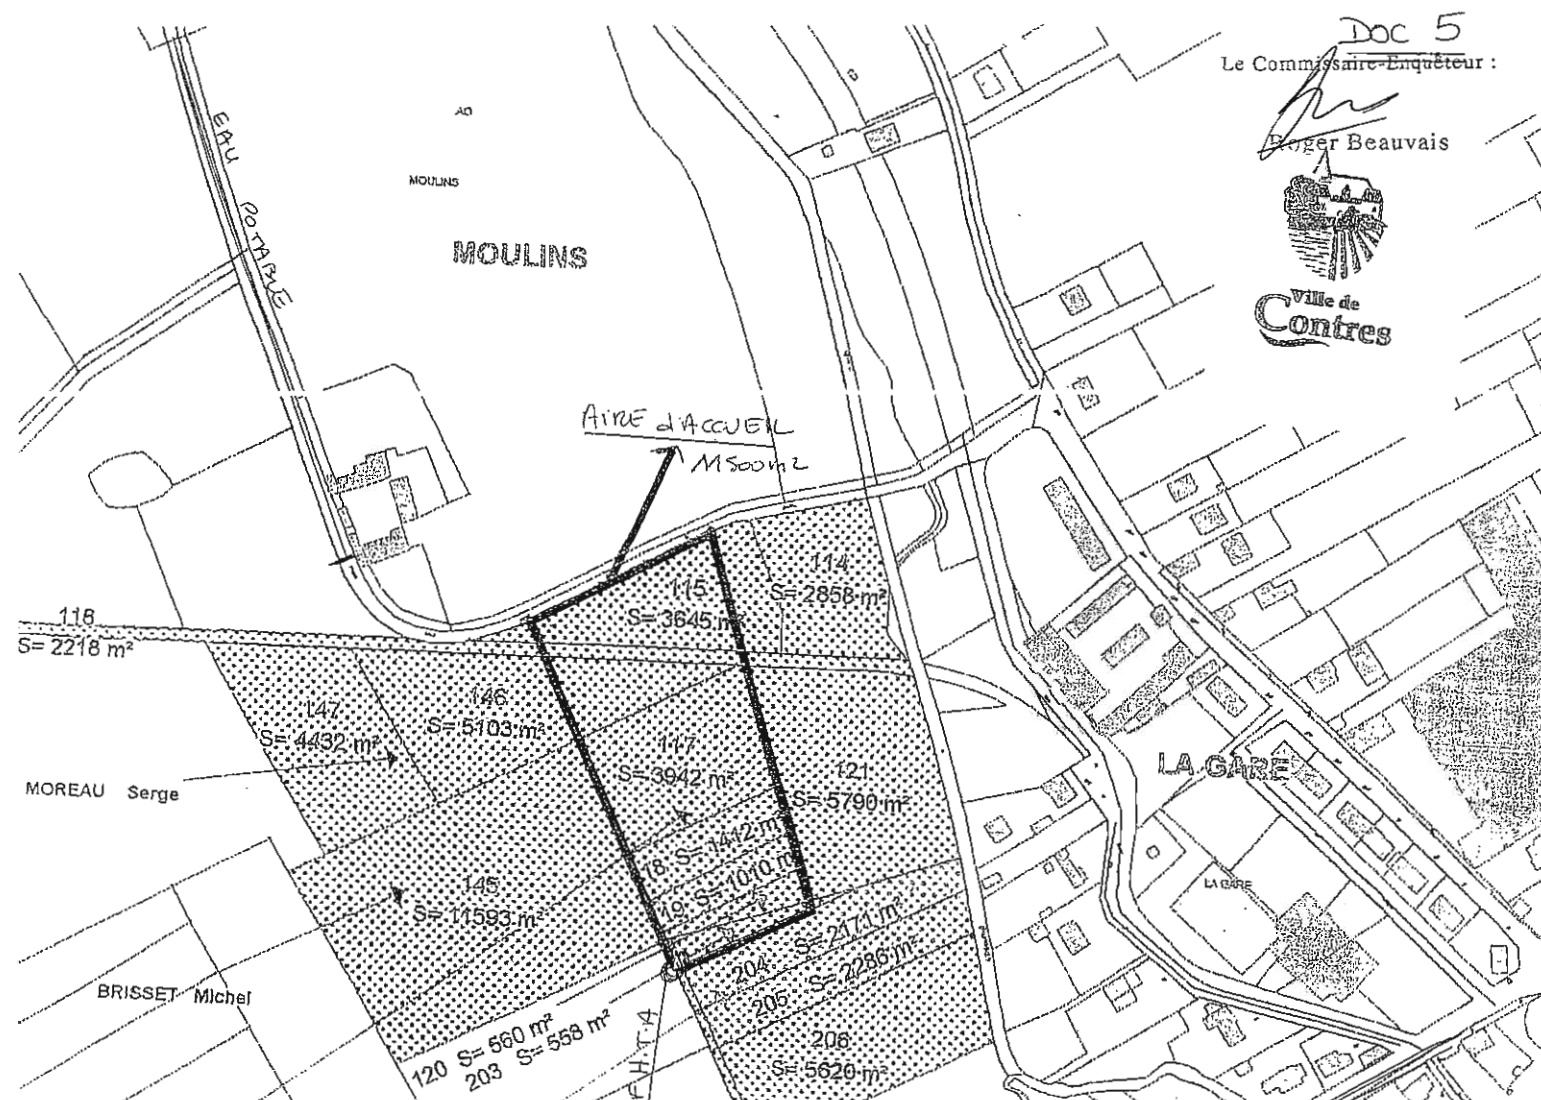 DOC 5
Le Commissaire-Enquêteur :
Roger Beauvais
Ville de
Contres
EAU POTABLE
AD
MOULINS
MOULINS
AIRE d'ACCUEIL
114
S= 2858 m²
115
S= 3645 m²
118
S= 2218 m²
147
S= 4432 m²
146
S= 5103 m²
117
S= 3942 m²
121
S= 5790 m²
MOREAU Serge
LA GARE
18 S= 1412 m²
19 S= 1010 m²
LA GARE
145
S= 11593 m²
204 S= 2171 m²
205 S= 2286 m²
BRISSET Michel
206
S= 5620 m²
120 S= 560 m²
203 S= 558 m²